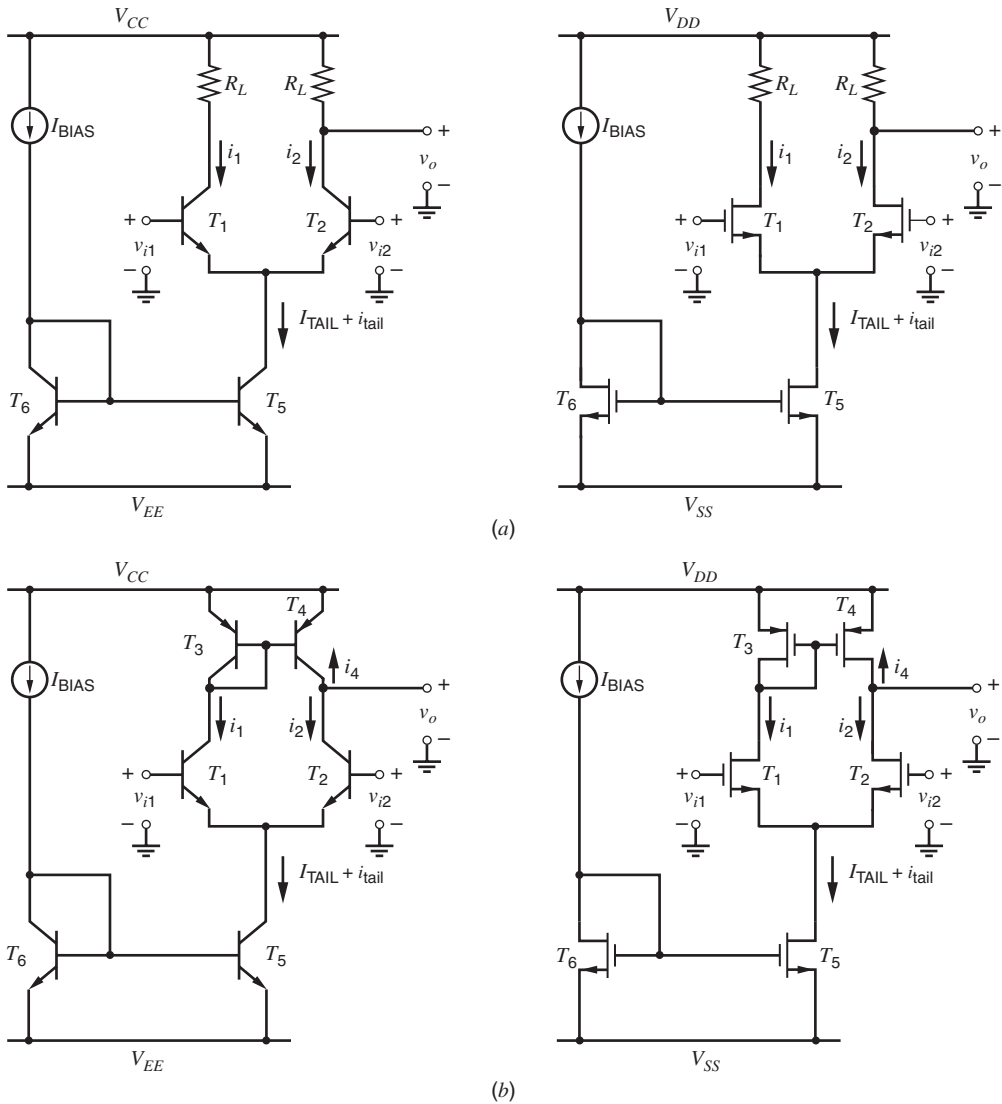 V_CC
R_L
R_L
I_BIAS
i_1
i_2
+
v_o
−
+
v_i1
−
T_1
T_2
+
v_i2
−
I_TAIL + i_tail
T_6
T_5
V_EE
V_DD
R_L
R_L
I_BIAS
i_1
i_2
+
v_o
−
+
v_i1
−
T_1
T_2
+
v_i2
−
I_TAIL + i_tail
T_6
T_5
V_SS
(a)
V_CC
T_3
T_4
I_BIAS
i_4
i_1
i_2
+
v_o
−
+
v_i1
−
T_1
T_2
+
v_i2
−
I_TAIL + i_tail
T_6
T_5
V_EE
V_DD
T_3
T_4
I_BIAS
i_4
i_1
i_2
+
v_o
−
+
v_i1
−
T_1
T_2
+
v_i2
−
I_TAIL + i_tail
T_6
T_5
V_SS
(b)